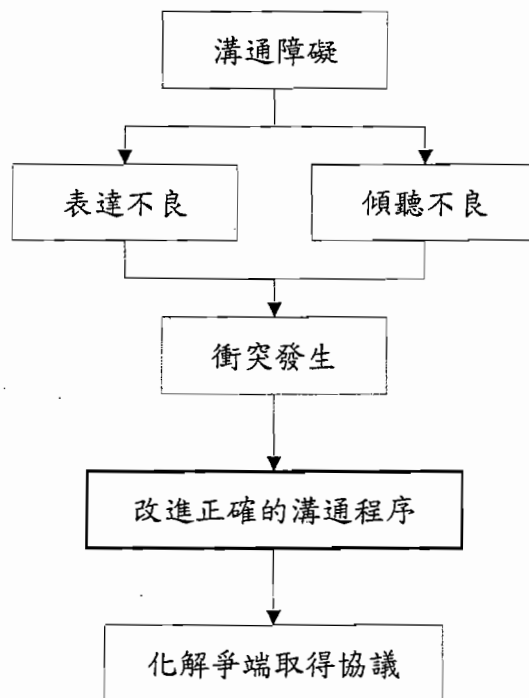 溝通障礙
表達不良
傾聽不良
衝突發生
改進正確的溝通程序
化解爭端取得協議